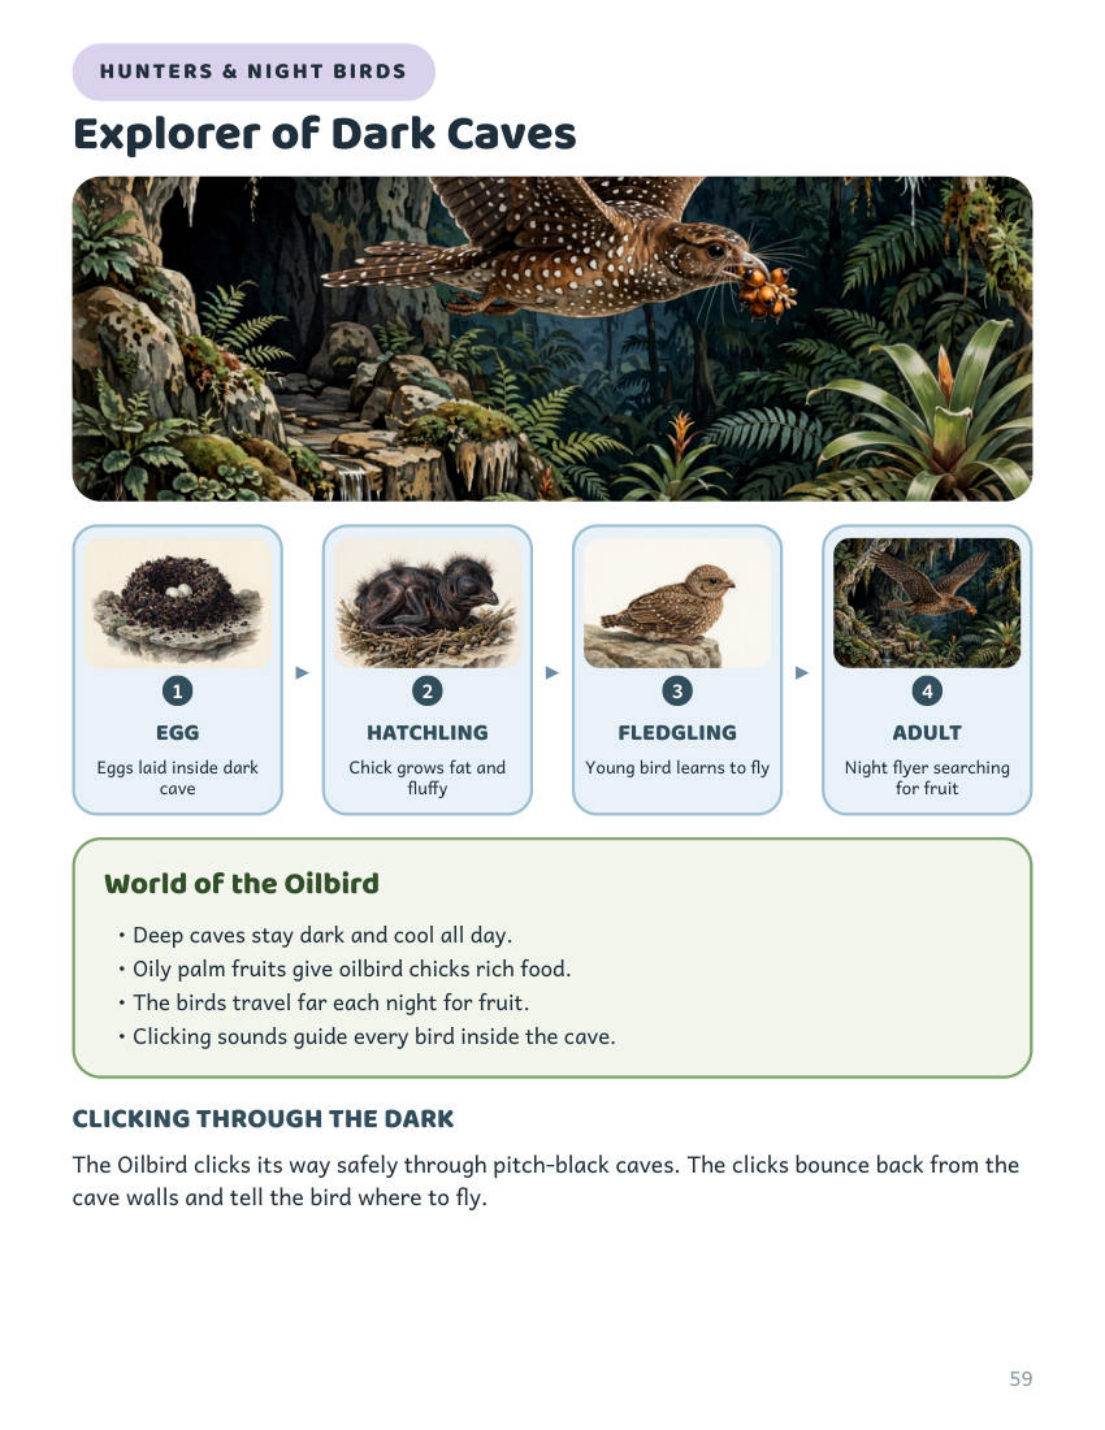 HUNTERS & NIGHT BIRDS
Explorer of Dark Caves
1
EGG
Eggs laid inside dark
cave
2
HATCHLING
Chick grows fat and
fluffy
3
FLEDGLING
Young bird learns to fly
4
ADULT
Night flyer searching
for fruit
World of the Oilbird
• Deep caves stay dark and cool all day.
• Oily palm fruits give oilbird chicks rich food.
• The birds travel far each night for fruit.
• Clicking sounds guide every bird inside the cave.
CLICKING THROUGH THE DARK
The Oilbird clicks its way safely through pitch-black caves. The clicks bounce back from the
cave walls and tell the bird where to fly.
59